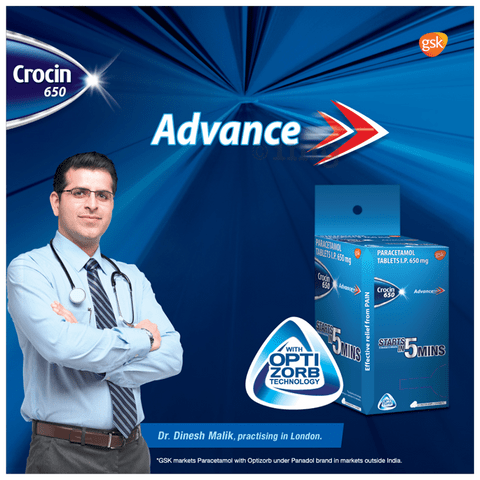 gsk
Crocin
650
Advance
PARACETAMOL
TABLETS I.P. 650 mg
Crocin
650
Advance
Effective relief from PAIN
STARTS
IN 5 MINS
WITH
OPTI
ZORB
TECHNOLOGY
Dr. Dinesh Malik, practising in London.
*GSK markets Paracetamol with Optizorb under Panadol brand in markets outside India.